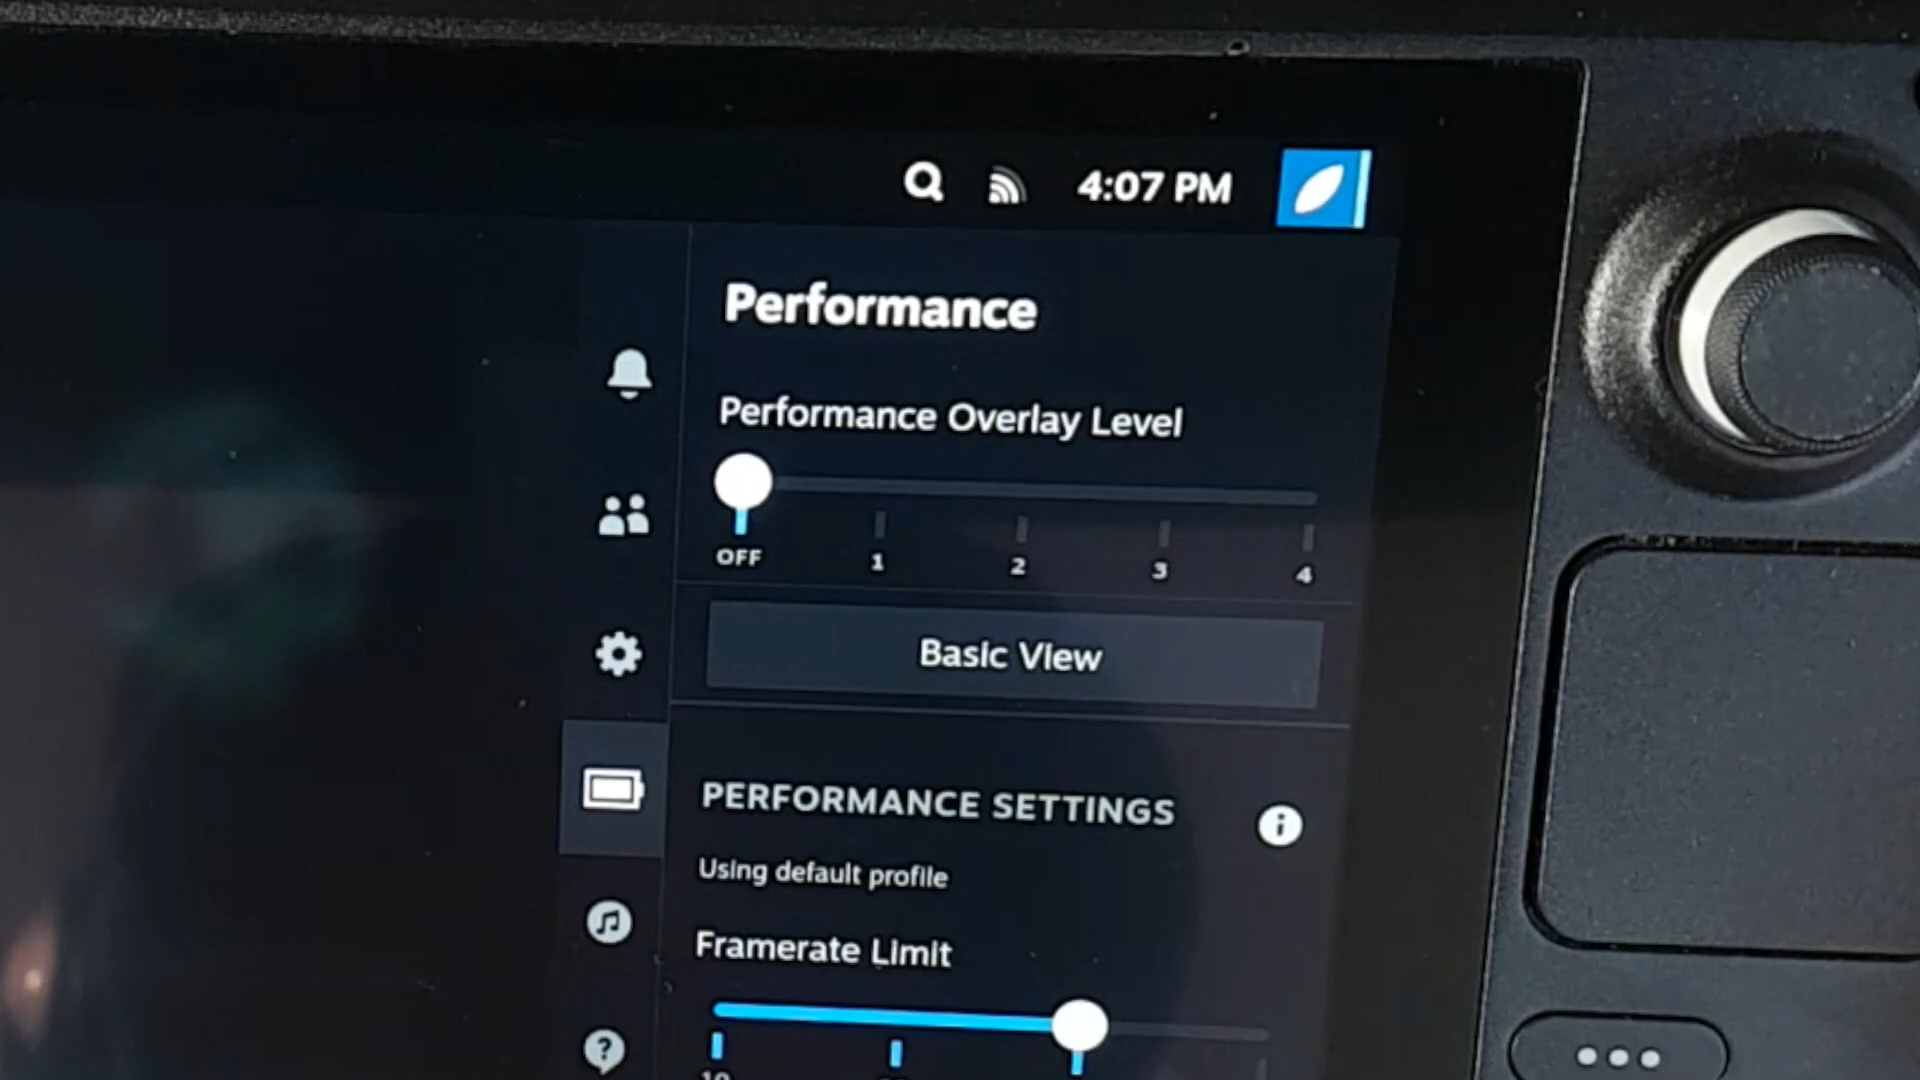 4:07 PM
Performance
Performance Overlay Level
OFF 1 2 3 4
Basic View
PERFORMANCE SETTINGS
Using default profile
Framerate Limit